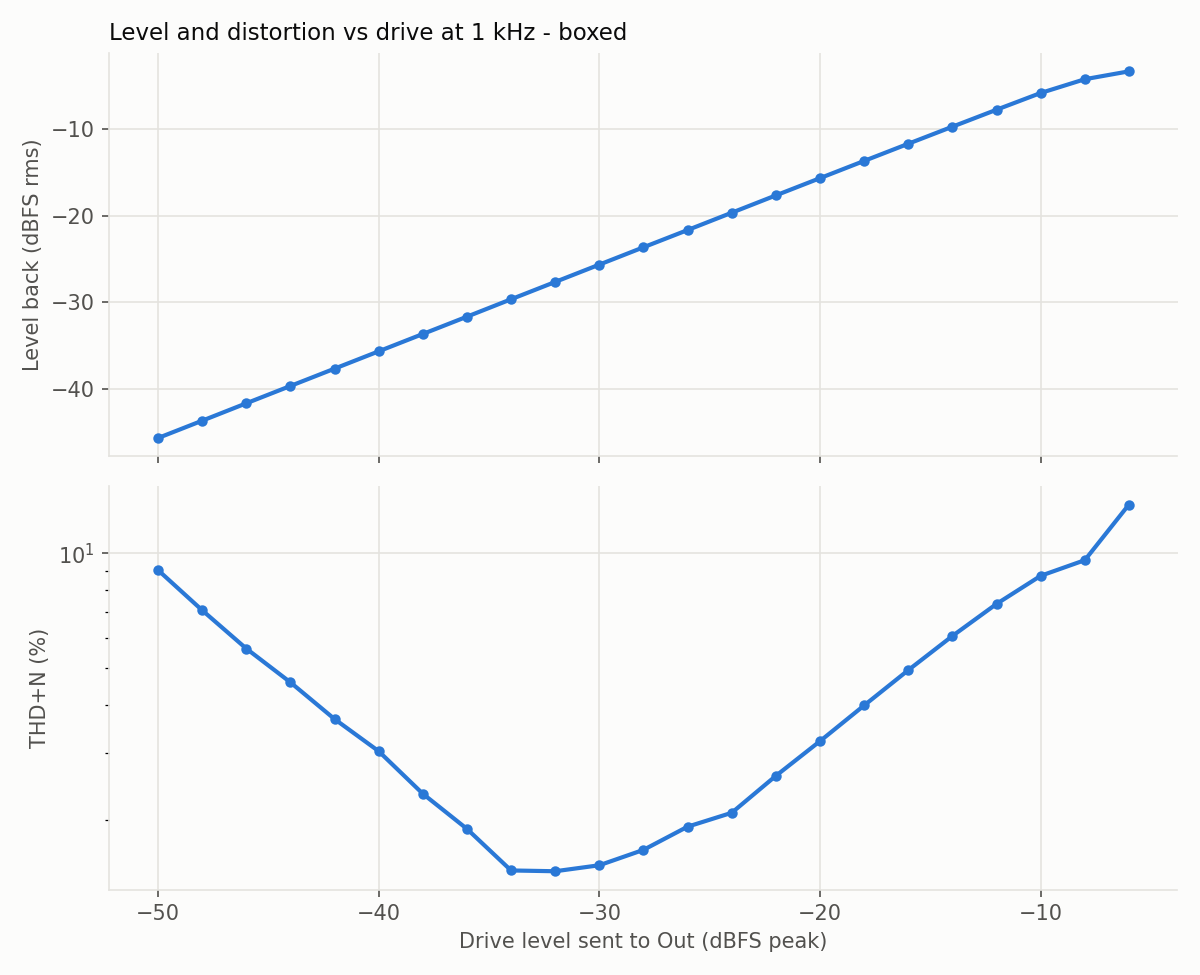 Level and distortion vs drive at 1 kHz - boxed
Level back (dBFS rms)
−10
−20
−30
−40
THD+N (%)
10¹
−50 −40 −30 −20 −10
Drive level sent to Out (dBFS peak)